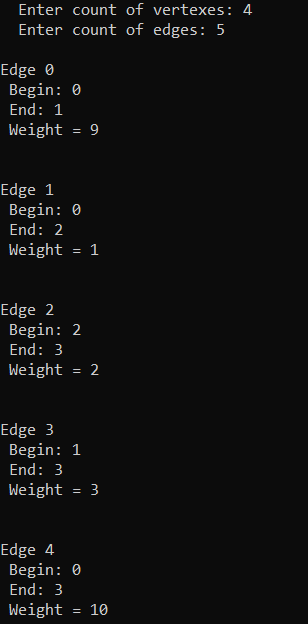 Enter count of vertexes: 4
Enter count of edges: 5
Edge 0
Begin: 0
End: 1
Weight = 9
Edge 1
Begin: 0
End: 2
Weight = 1
Edge 2
Begin: 2
End: 3
Weight = 2
Edge 3
Begin: 1
End: 3
Weight = 3
Edge 4
Begin: 0
End: 3
Weight = 10